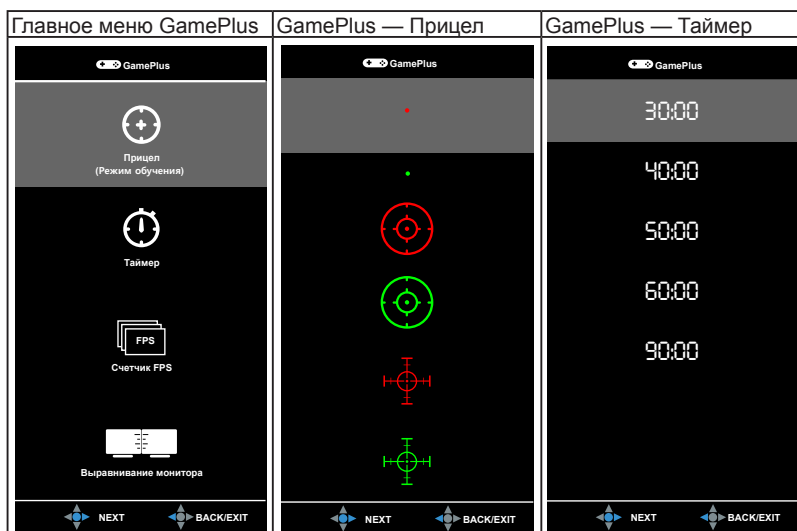 Главное меню GamePlus
GamePlus — Прицел
GamePlus — Таймер
GamePlus
Прицел
(Режим обучения)
Таймер
FPS
Счетчик FPS
Выравнивание монитора
NEXT
BACK/EXIT
GamePlus
NEXT
BACK/EXIT
GamePlus
30:00
40:00
50:00
60:00
90:00
NEXT
BACK/EXIT